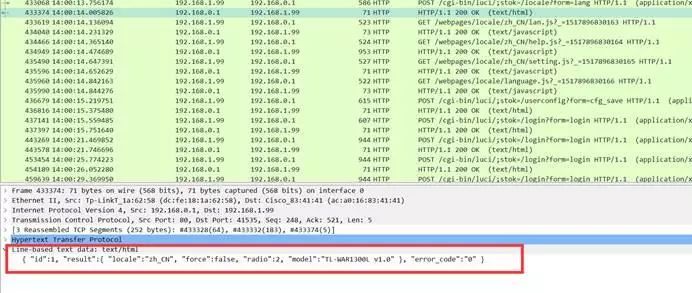 433068 14:00:13.756174 192.168.1.99 192.168.0.1 586 HTTP POST /cgi-bin/luci/;stok=/locale?form=lang HTTP/1.1 (application/x
433374 14:00:14.005026 192.168.0.1 192.168.1.99 71 HTTP HTTP/1.1 200 OK (text/html)
434619 14:00:14.136094 192.168.1.99 192.168.0.1 523 HTTP GET /webpages/locale/zh_CN/lan.js?_=1517896830163 HTTP/1.1
434040 14:00:14.231331 192.168.0.1 192.168.1.99 71 HTTP HTTP/1.1 200 OK (text/javascript)
434466 14:00:14.365140 192.168.1.99 192.168.0.1 524 HTTP GET /webpages/locale/zh_CN/help.js?_=1517896830164 HTTP/1.1
434949 14:00:14.474689 192.168.0.1 192.168.1.99 953 HTTP HTTP/1.1 200 OK (text/javascript)
434941 14:00:14.647391 192.168.1.99 192.168.0.1 527 HTTP GET /webpages/locale/zh_CN/setting.js?_=1517896830165 HTTP/1.1
435596 14:00:14.652629 192.168.0.1 192.168.1.99 71 HTTP HTTP/1.1 200 OK (text/javascript)
435960 14:00:14.842163 192.168.1.99 192.168.0.1 522 HTTP GET /webpages/locale/language.js?_=1517896830166 HTTP/1.1
435990 14:00:14.844276 192.168.0.1 192.168.1.99 71 HTTP HTTP/1.1 200 OK (text/javascript)
436679 14:00:15.219751 192.168.1.99 192.168.0.1 615 HTTP POST /cgi-bin/luci/;stok=/userconfig?form=cfg_save HTTP/1.1 (applicati
436816 14:00:15.375480 192.168.0.1 192.168.1.99 71 HTTP HTTP/1.1 200 OK (text/html)
437141 14:00:15.559485 192.168.1.99 192.168.0.1 607 HTTP POST /cgi-bin/luci/;stok=/login?form=login HTTP/1.1 (application/x
437397 14:00:15.751640 192.168.0.1 192.168.1.99 71 HTTP HTTP/1.1 200 OK (text/html)
443269 14:00:21.469852 192.168.1.99 192.168.0.1 944 HTTP POST /cgi-bin/luci/;stok=/login?form=login HTTP/1.1 (application/x
443578 14:00:21.746696 192.168.0.1 192.168.1.99 71 HTTP HTTP/1.1 200 OK (text/html)
453454 14:00:25.774223 192.168.1.99 192.168.0.1 944 HTTP POST /cgi-bin/luci/;stok=/login?form=login HTTP/1.1 (application/x
454189 14:00:26.052280 192.168.0.1 192.168.1.99 71 HTTP HTTP/1.1 200 OK (text/html)
459639 14:00:29.369950 192.168.1.99 192.168.0.1 944 HTTP POST /cgi-bin/luci/;stok=/login?form=login HTTP/1.1 (application/x
Frame 433374: 71 bytes on wire (568 bits), 71 bytes captured (568 bits) on interface 0
Ethernet II, Src: Tp-LinkT_1a:62:58 (dc:fe:18:1a:62:58), Dst: Cisco_83:41:41 (ac:a0:16:83:41:41)
Internet Protocol Version 4, Src: 192.168.0.1, Dst: 192.168.1.99
Transmission Control Protocol, Src Port: 80, Dst Port: 41535, Seq: 248, Ack: 521, Len: 5
[3 Reassembled TCP Segments (252 bytes): #433328(64), #433332(183), #433374(5)]
Hypertext Transfer Protocol
Line-based text data: text/html
{ "id":1, "result":{ "locale":"zh_CN", "force":false, "radio":2, "model":"TL-WAR1300L v1.0" }, "error_code":"0" }